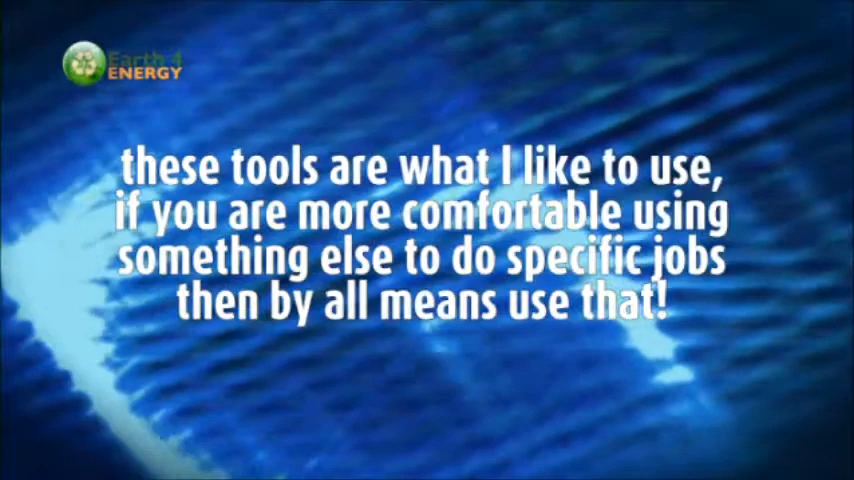 Earth 4
ENERGY
these tools are what I like to use,
if you are more comfortable using
something else to do specific jobs
then by all means use that!